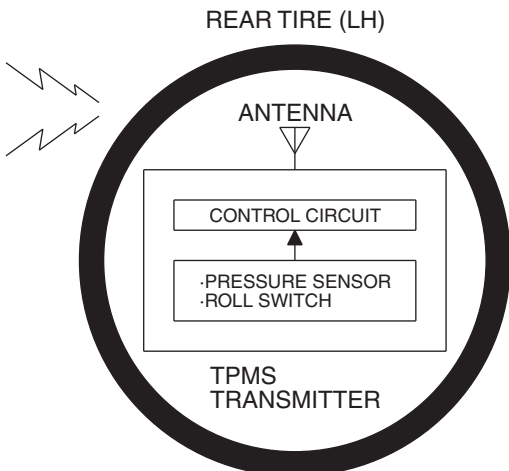 REAR TIRE (LH)
ANTENNA
CONTROL CIRCUIT
·PRESSURE SENSOR
·ROLL SWITCH
TPMS
TRANSMITTER